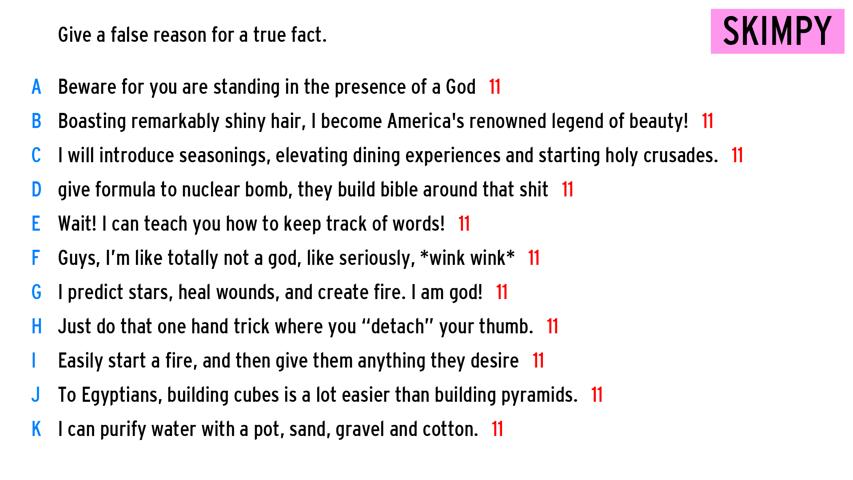 Give a false reason for a true fact.
SKIMPY
A Beware for you are standing in the presence of a God 11
B Boasting remarkably shiny hair, I become America's renowned legend of beauty! 11
C I will introduce seasonings, elevating dining experiences and starting holy crusades. 11
D give formula to nuclear bomb, they build bible around that shit 11
E Wait! I can teach you how to keep track of words! 11
F Guys, I’m like totally not a god, like seriously, *wink wink* 11
G I predict stars, heal wounds, and create fire. I am god! 11
H Just do that one hand trick where you “detach” your thumb. 11
I Easily start a fire, and then give them anything they desire 11
J To Egyptians, building cubes is a lot easier than building pyramids. 11
K I can purify water with a pot, sand, gravel and cotton. 11